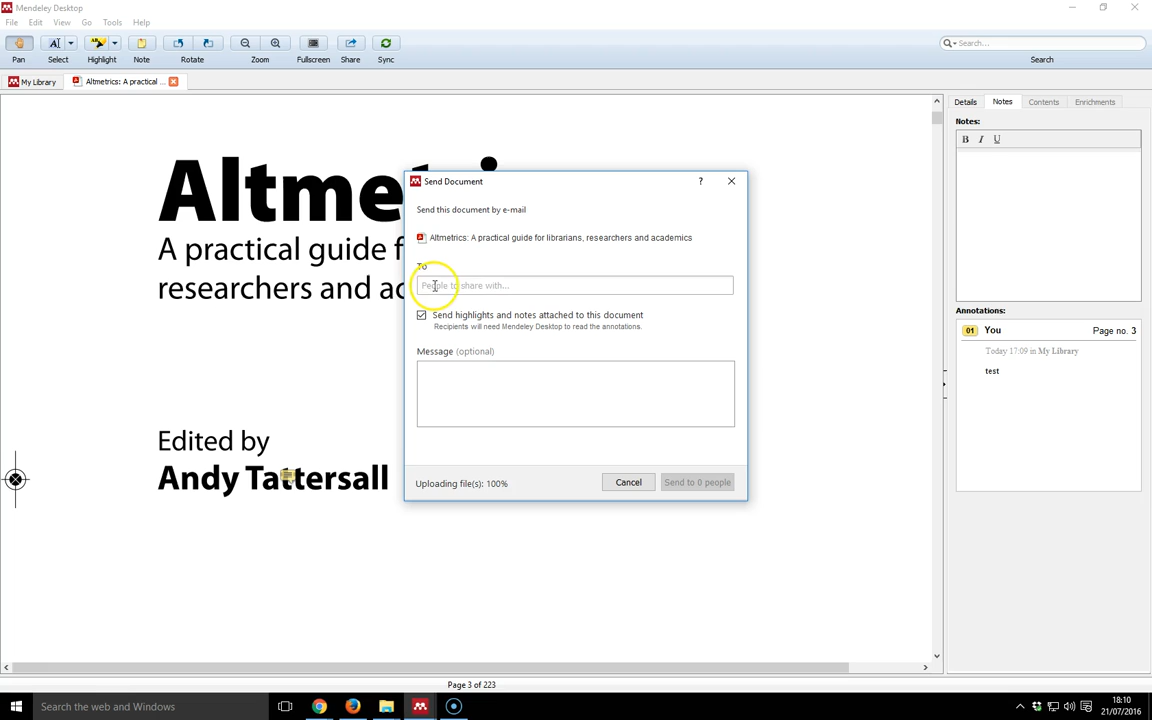 Mendeley Desktop
File Edit View Go Tools Help
Pan Select Highlight Note Rotate Zoom Fullscreen Share Sync
Search...
Search
My Library
Altmetrics: A practical ...
Details Notes Contents Enrichments
Notes:
B I U
Annotations:
01 You Page no. 3
Today 17:09 in My Library
test
Altmetri
A practical guide f
researchers and ac
Edited by
Andy Tattersall
Send Document
?
Send this document by e-mail
Altmetrics: A practical guide for librarians, researchers and academics
To
People to share with...
Send highlights and notes attached to this document
Recipients will need Mendeley Desktop to read the annotations.
Message (optional)
Uploading file(s): 100%
Cancel
Send to 0 people
Page 3 of 223
Search the web and Windows
18:10
21/07/2016